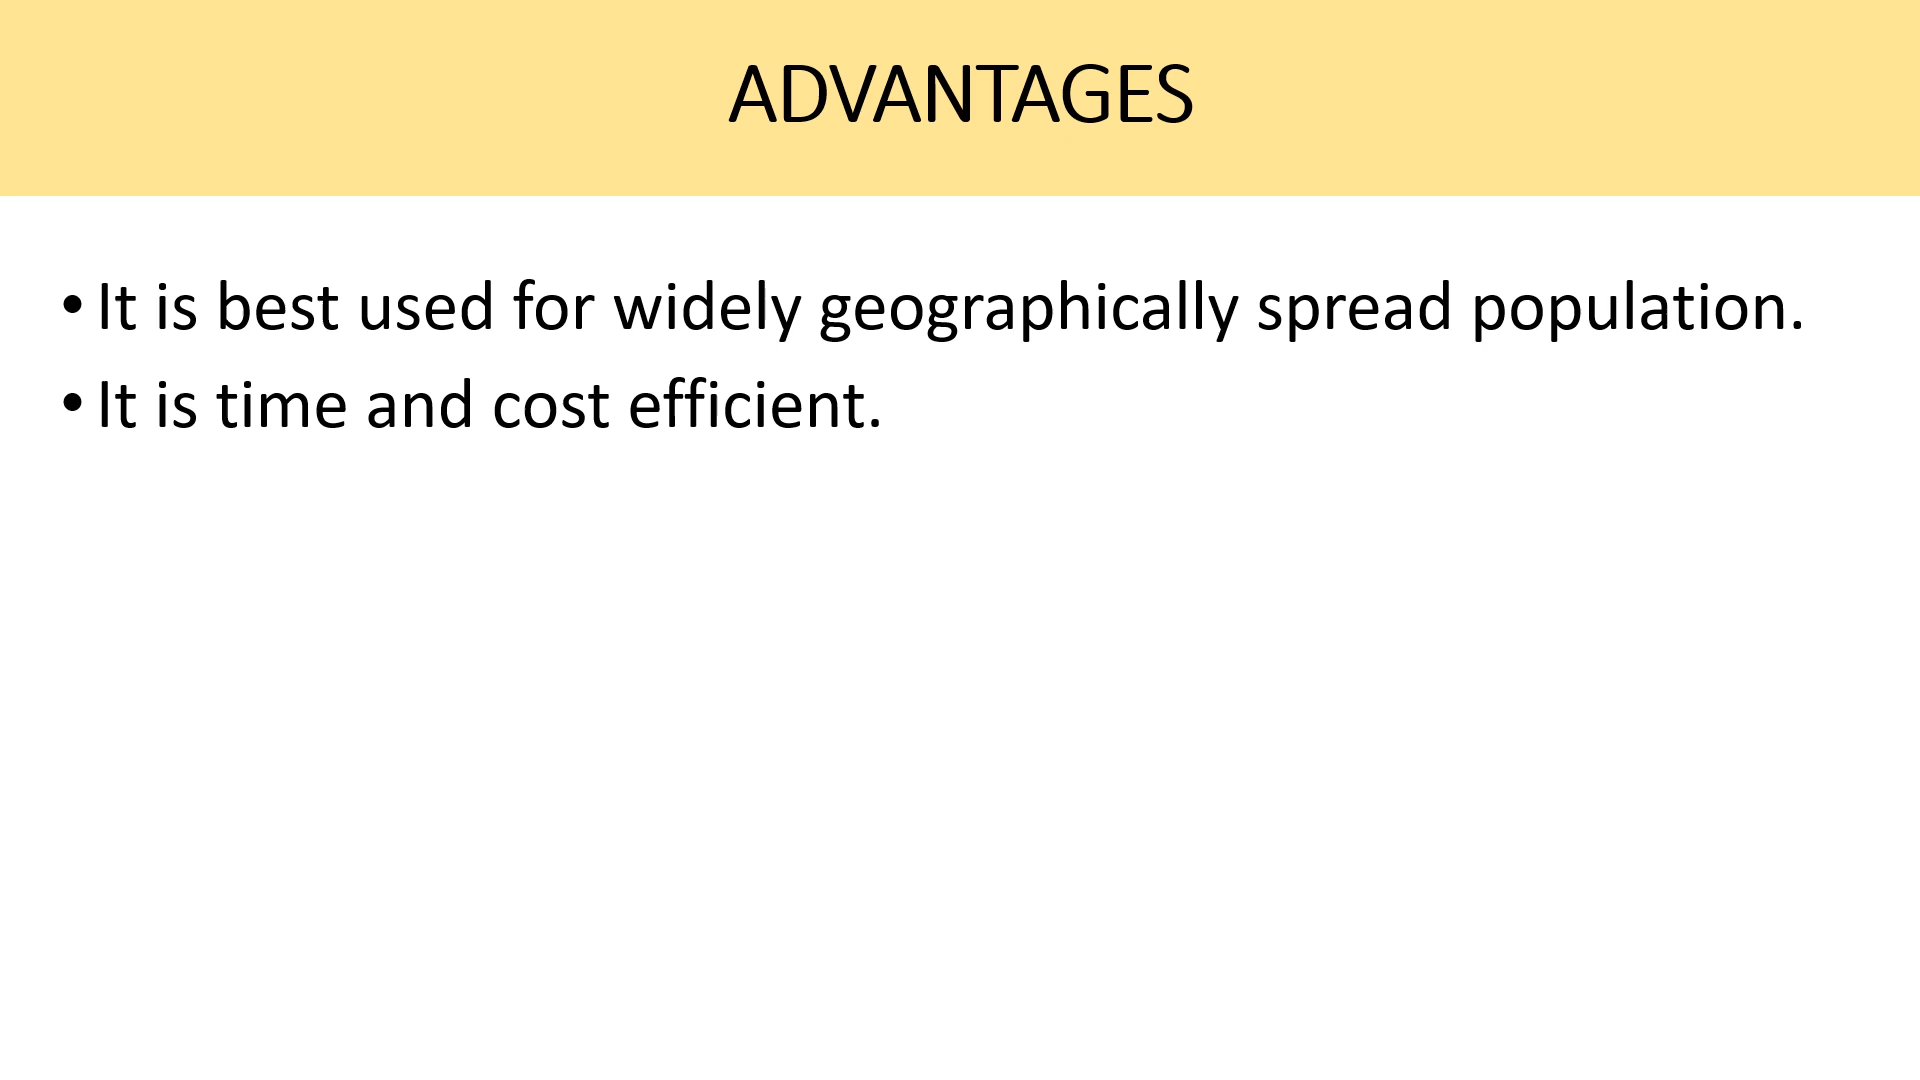 ADVANTAGES
• It is best used for widely geographically spread population.
• It is time and cost efficient.